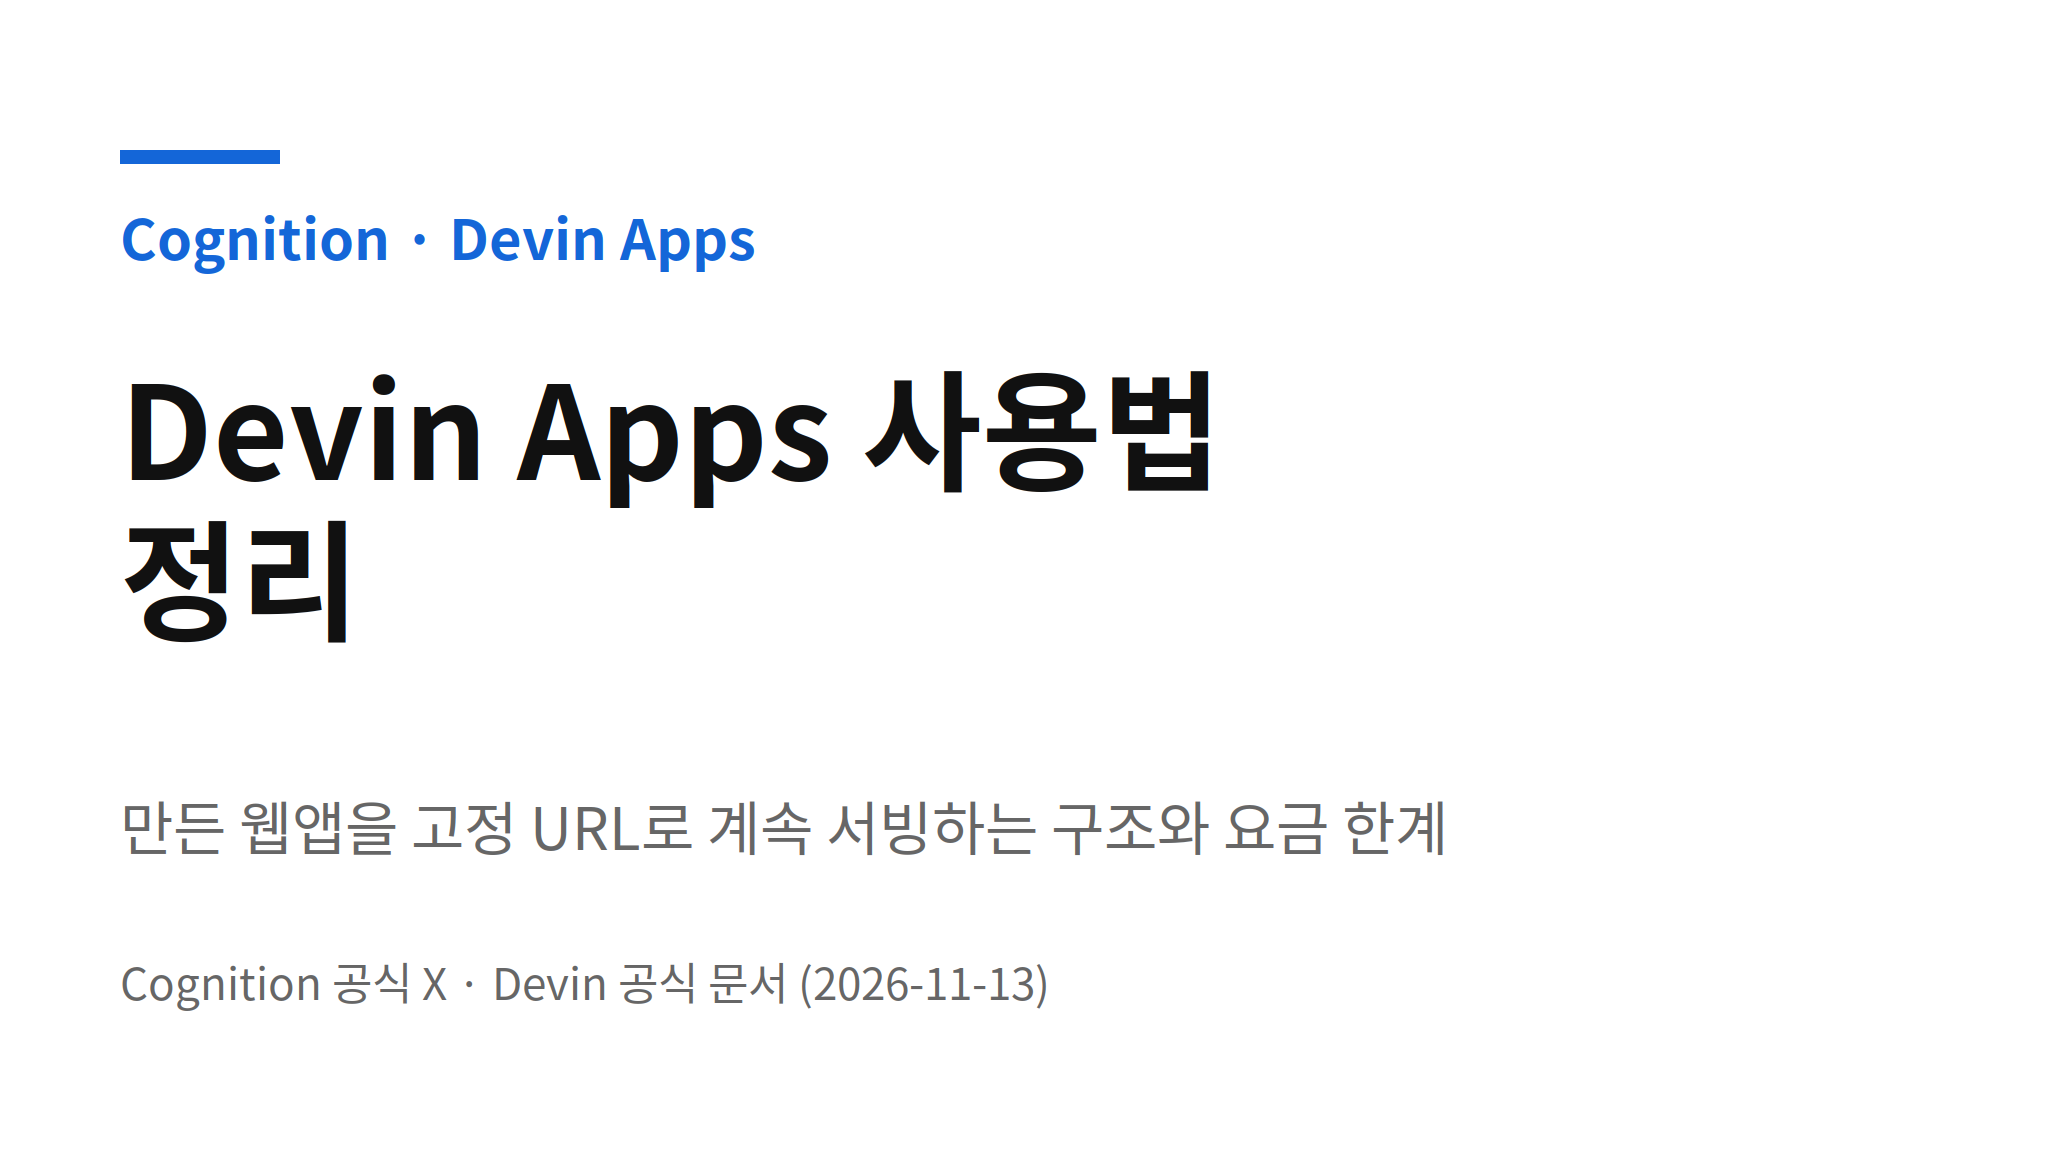 Cognition · Devin Apps
Devin Apps 사용법
정리
만든 웹앱을 고정 URL로 계속 서빙하는 구조와 요금 한계
Cognition 공식 X · Devin 공식 문서 (2026-11-13)